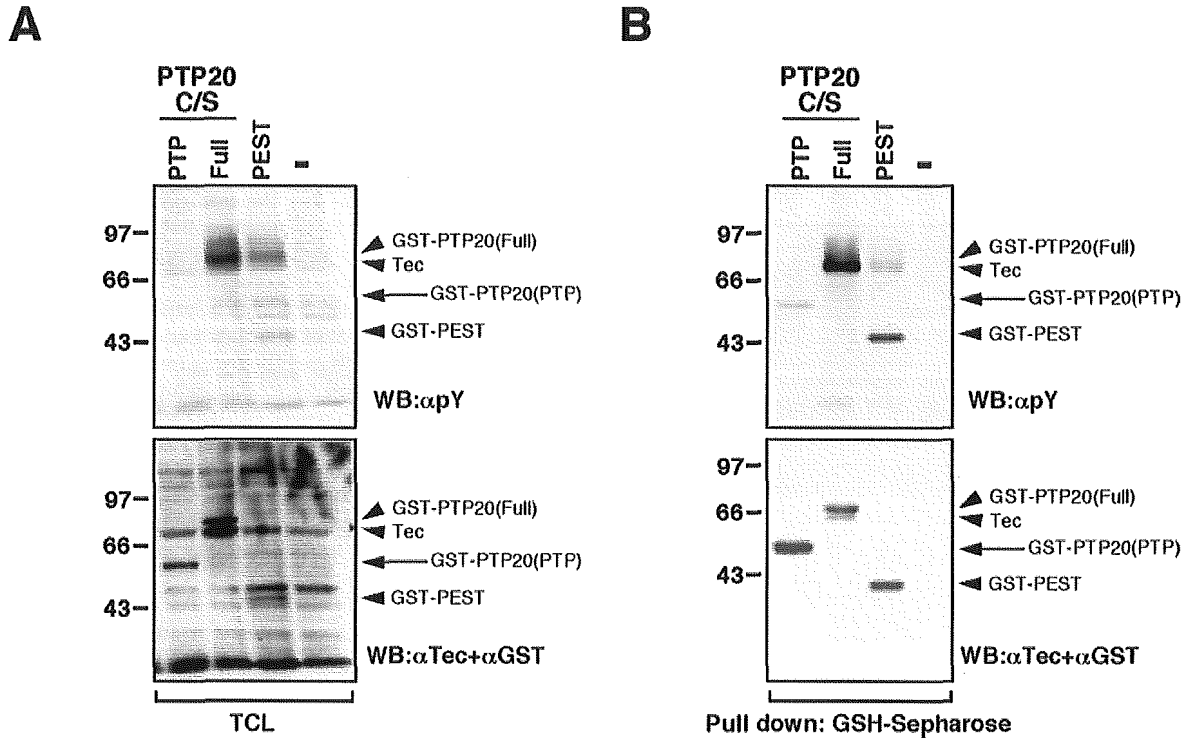 A
PTP20
C/S
PTP
Full
PEST
-
97
66
43
GST-PTP20(Full)
Tec
GST-PTP20(PTP)
GST-PEST
WB:αpY
97
66
43
GST-PTP20(Full)
Tec
GST-PTP20(PTP)
GST-PEST
WB:αTec+αGST
TCL
B
PTP20
C/S
PTP
Full
PEST
-
97
66
43
GST-PTP20(Full)
Tec
GST-PTP20(PTP)
GST-PEST
WB:αpY
97
66
43
GST-PTP20(Full)
Tec
GST-PTP20(PTP)
GST-PEST
WB:αTec+αGST
Pull down: GSH-Sepharose